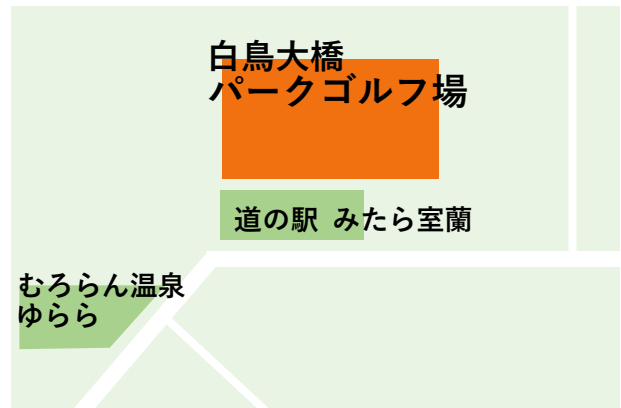 白鳥大橋
パークゴルフ場
道の駅 みたら室蘭
むろらん温泉
ゆらら